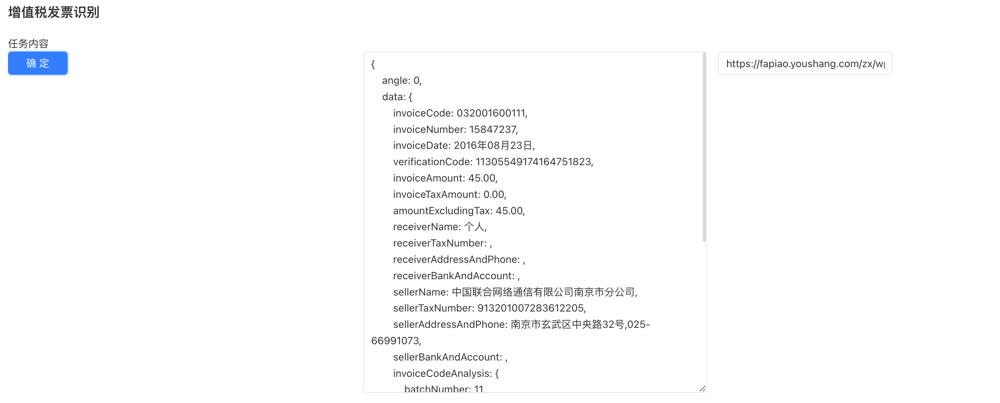 增值税发票识别
任务内容
确 定
{
angle: 0,
data: {
invoiceCode: 032001600111,
invoiceNumber: 15847237,
invoiceDate: 2016年08月23日,
verificationCode: 11305549174164751823,
invoiceAmount: 45.00,
invoiceTaxAmount: 0.00,
amountExcludingTax: 45.00,
receiverName: 个人,
receiverTaxNumber: ,
receiverAddressAndPhone: ,
receiverBankAndAccount: ,
sellerName: 中国联合网络通信有限公司南京市分公司,
sellerTaxNumber: 913201007283612205,
sellerAddressAndPhone: 南京市玄武区中央路32号,025-
66991073,
sellerBankAndAccount: ,
invoiceCodeAnalysis: {
batchNumber: 11,
https://fapiao.youshang.com/zx/w